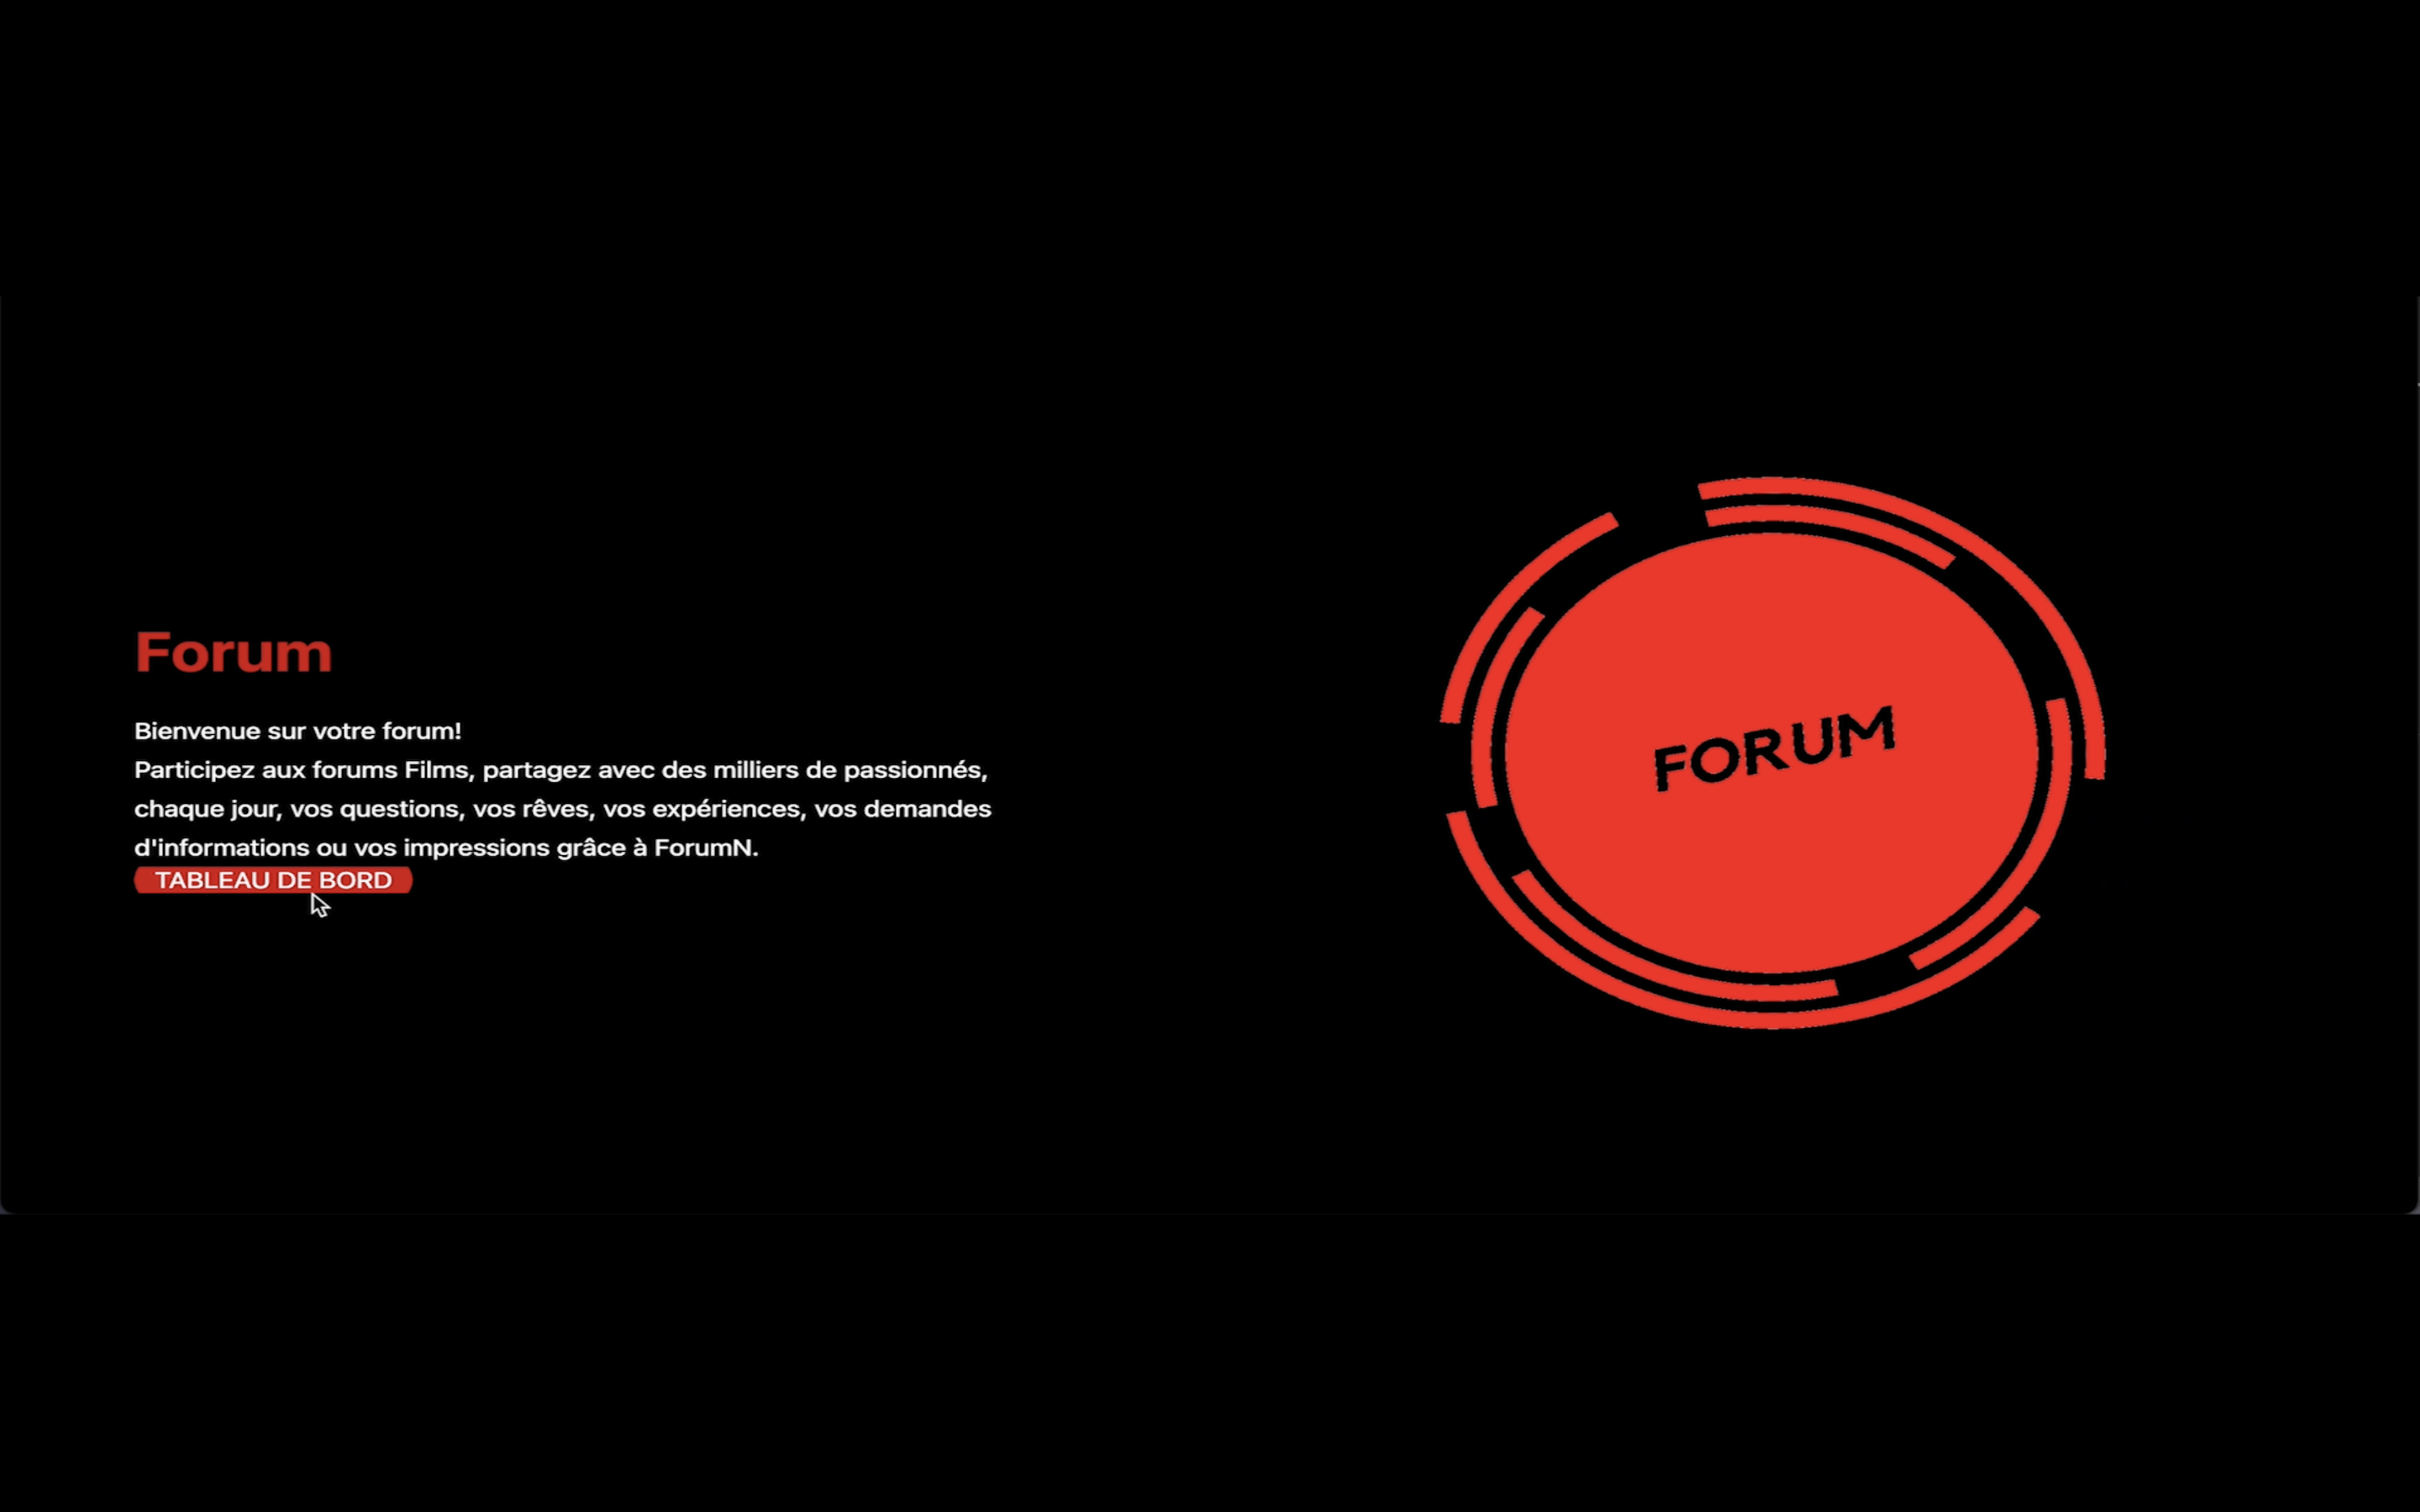 Forum
Bienvenue sur votre forum!
Participez aux forums Films, partagez avec des milliers de passionnés,
chaque jour, vos questions, vos rêves, vos expériences, vos demandes
d'informations ou vos impressions grâce à ForumN.
TABLEAU DE BORD
FORUM